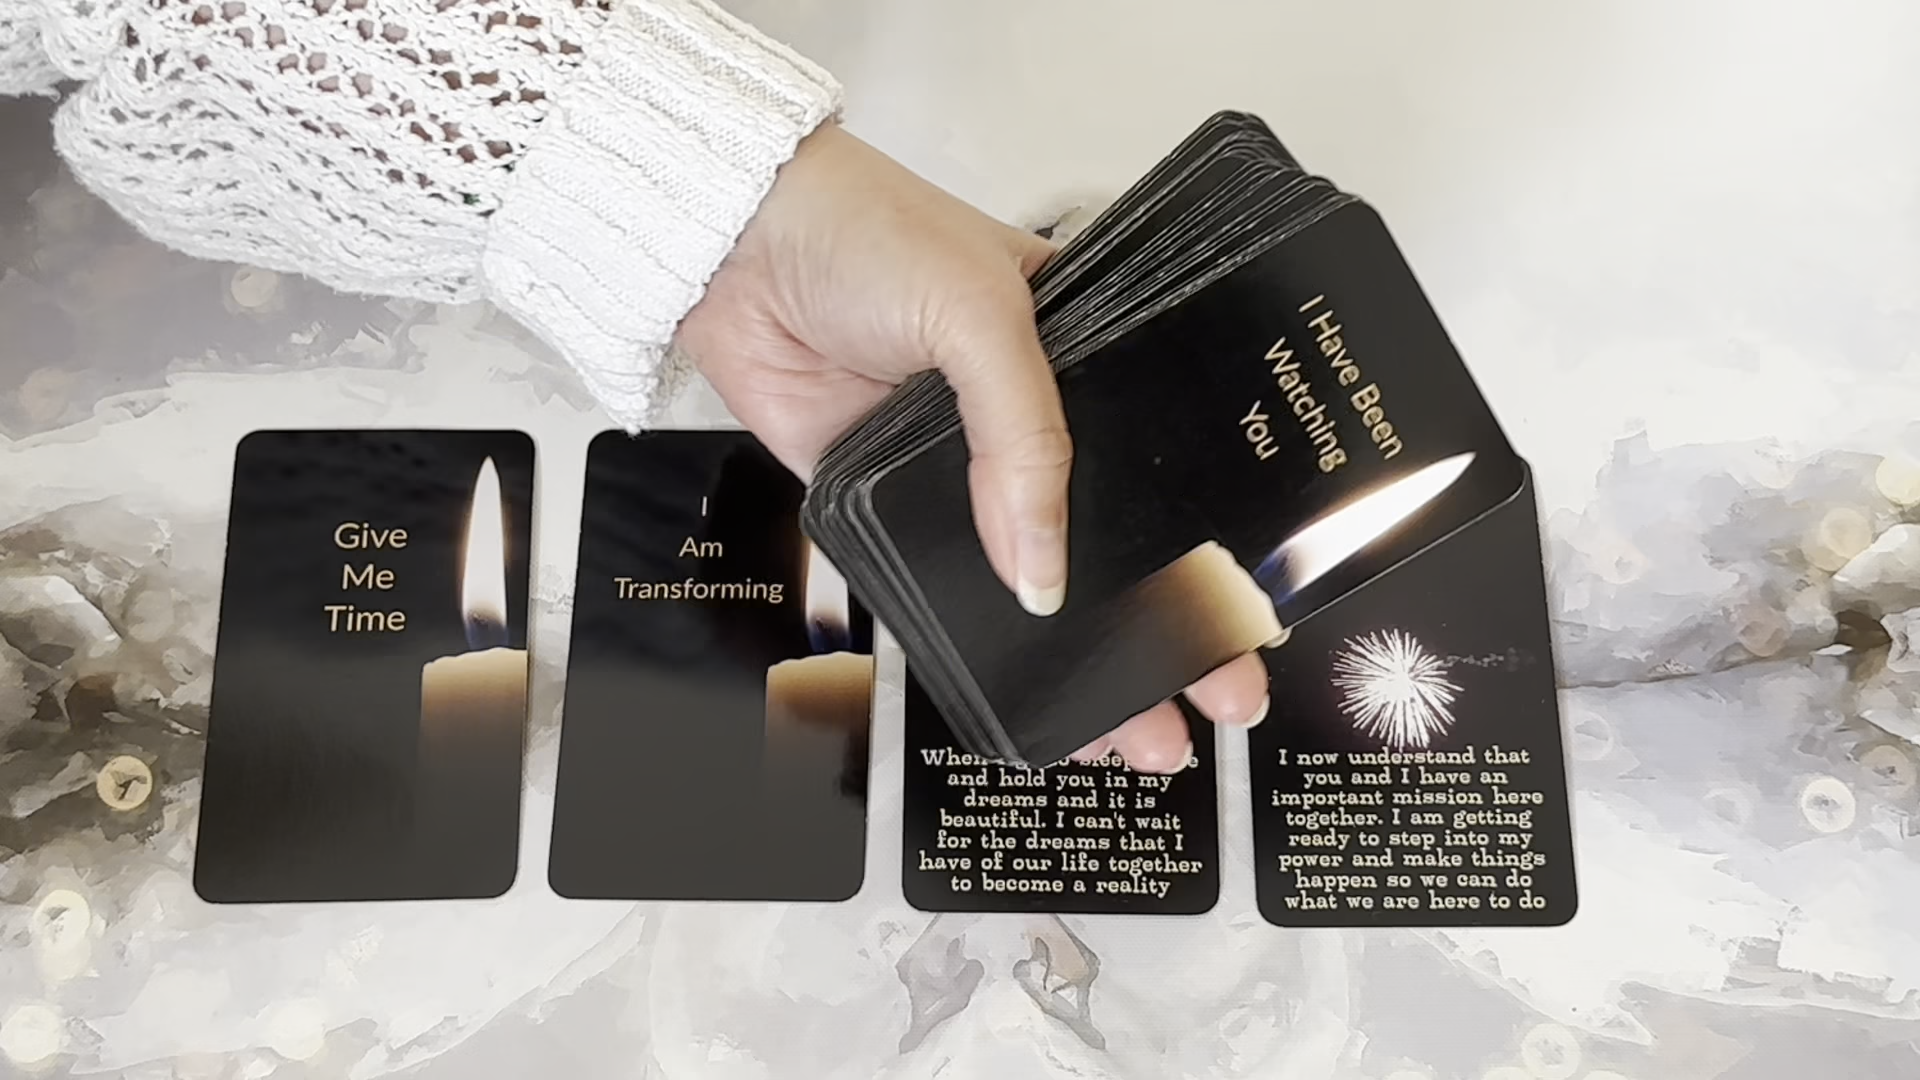 Give
Me
Time
I
Am
Transforming
I Have Been
Watching
You
When
and hold you in my
dreams and it is
beautiful. I can't wait
for the dreams that I
have of our life together
to become a reality
I now understand that
you and I have an
important mission here
together. I am getting
ready to step into my
power and make things
happen so we can do
what we are here to do